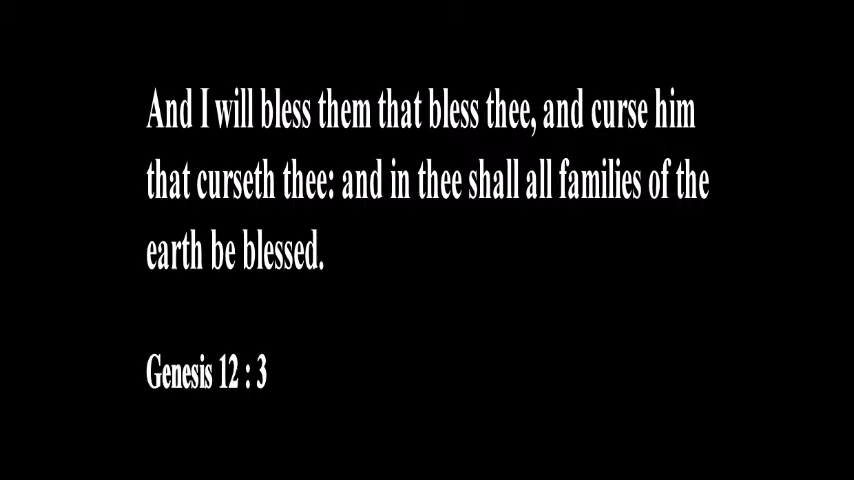 And I will bless them that bless thee, and curse him
that curseth thee: and in thee shall all families of the
earth be blessed.
Genesis 12 : 3